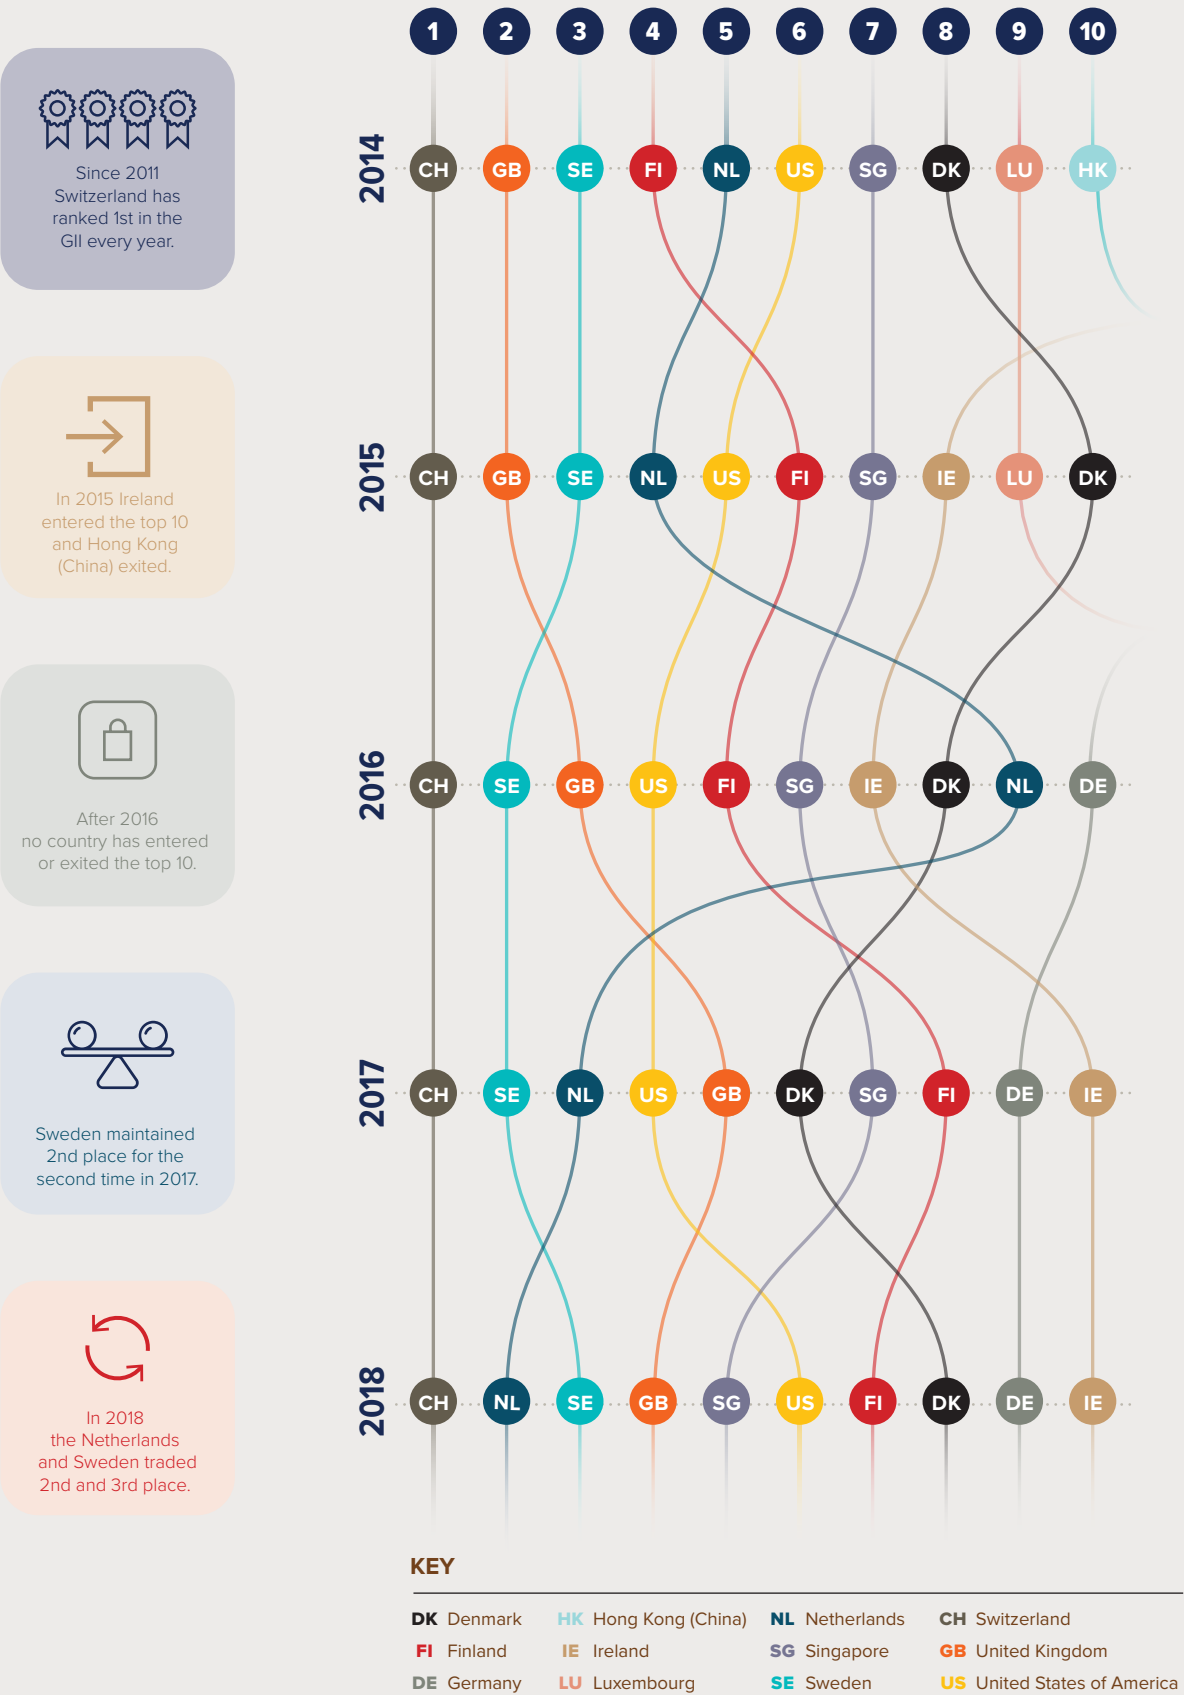 1 2 3 4 5 6 7 8 9 10
Since 2011
Switzerland has
ranked 1st in the
GII every year.
2014
CH GB SE FI NL US SG DK LU HK
In 2015 Ireland
entered the top 10
and Hong Kong
(China) exited.
2015
CH GB SE NL US FI SG IE LU DK
After 2016
no country has entered
or exited the top 10.
2016
CH SE GB US FI SG IE DK NL DE
Sweden maintained
2nd place for the
second time in 2017.
2017
CH SE NL US GB DK SG FI DE IE
In 2018
the Netherlands
and Sweden traded
2nd and 3rd place.
2018
CH NL SE GB SG US FI DK DE IE
KEY
DK Denmark HK Hong Kong (China) NL Netherlands CH Switzerland
FI Finland IE Ireland SG Singapore GB United Kingdom
DE Germany LU Luxembourg SE Sweden US United States of America